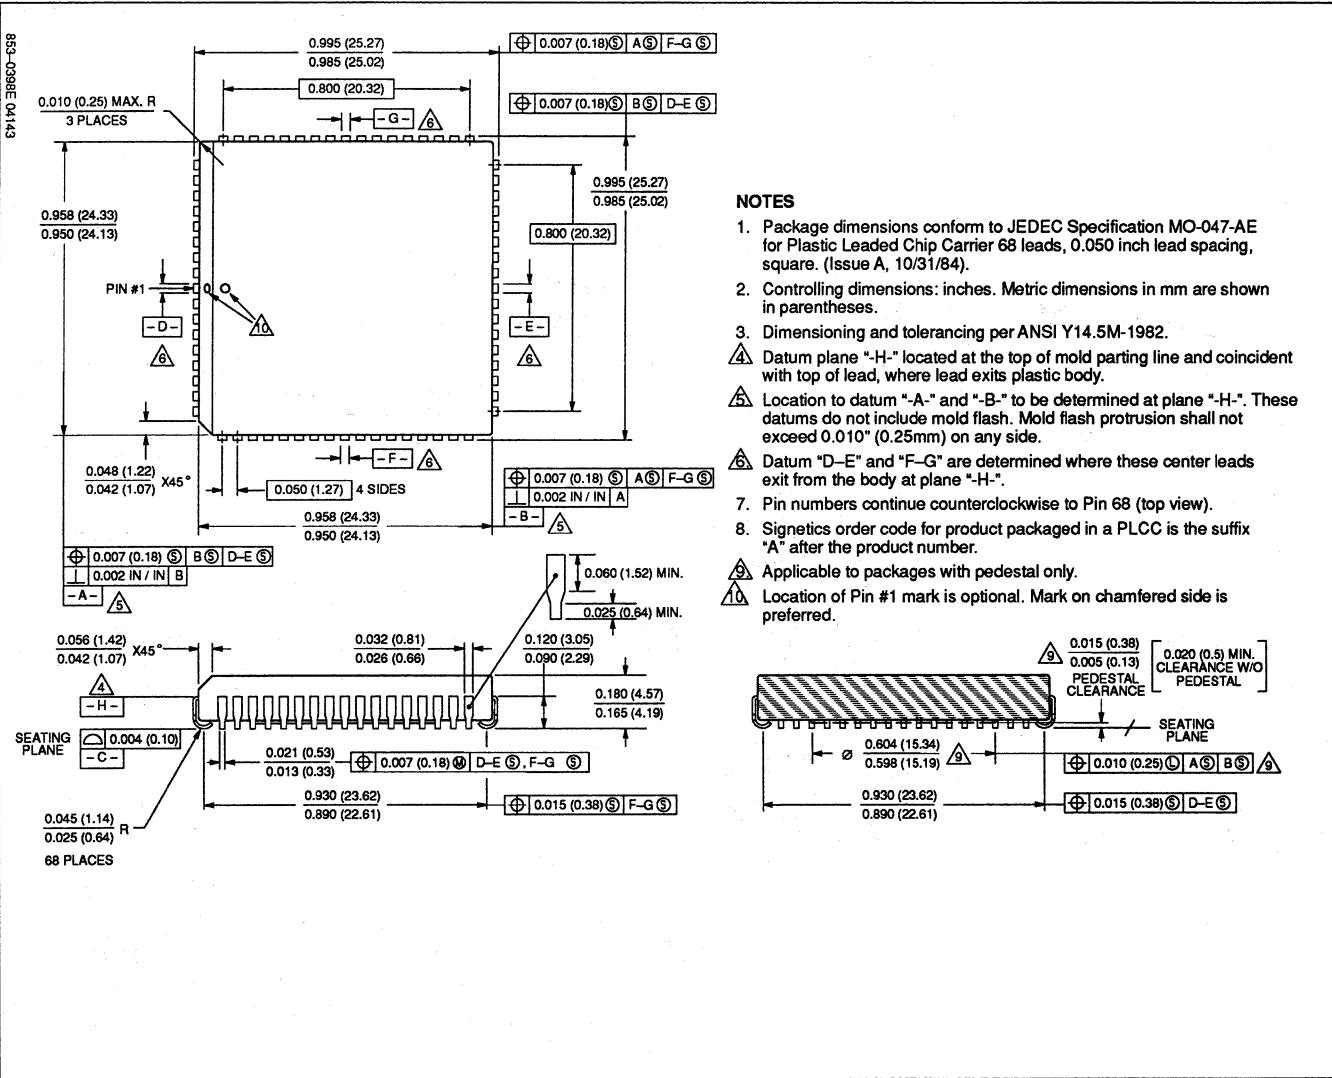 853–0398E 04143
0.995 (25.27)
0.985 (25.02)
⌖ 0.007 (0.18)Ⓢ A Ⓢ F–G Ⓢ
0.800 (20.32)
⌖ 0.007 (0.18)Ⓢ B Ⓢ D–E Ⓢ
0.010 (0.25) MAX. R
3 PLACES
-G-
6
0.995 (25.27)
0.985 (25.02)
0.958 (24.33)
0.950 (24.13)
0.800 (20.32)
PIN #1
10
-D-
6
-E-
6
0.048 (1.22)
0.042 (1.07) X45°
-F-
6
0.050 (1.27) 4 SIDES
0.958 (24.33)
0.950 (24.13)
⌖ 0.007 (0.18) Ⓢ A Ⓢ F–G Ⓢ
⊥ 0.002 IN / IN A
-B-
5
⌖ 0.007 (0.18) Ⓢ B Ⓢ D–E Ⓢ
⊥ 0.002 IN / IN B
-A-
5
0.060 (1.52) MIN.
0.025 (0.64) MIN.
0.056 (1.42)
0.042 (1.07) X45°
0.032 (0.81)
0.026 (0.66)
0.120 (3.05)
0.090 (2.29)
4
-H-
0.180 (4.57)
0.165 (4.19)
SEATING
PLANE
⌓ 0.004 (0.10)
-C-
0.021 (0.53)
0.013 (0.33)
⌖ 0.007 (0.18) Ⓜ D–E Ⓢ, F–G Ⓢ
0.930 (23.62)
0.890 (22.61)
⌖ 0.015 (0.38) Ⓢ F–G Ⓢ
0.045 (1.14)
0.025 (0.64) R
68 PLACES
NOTES
1. Package dimensions conform to JEDEC Specification MO-047-AE
for Plastic Leaded Chip Carrier 68 leads, 0.050 inch lead spacing,
square. (Issue A, 10/31/84).
2. Controlling dimensions: inches. Metric dimensions in mm are shown
in parentheses.
3. Dimensioning and tolerancing per ANSI Y14.5M-1982.
4 Datum plane "-H-" located at the top of mold parting line and coincident
with top of lead, where lead exits plastic body.
5 Location to datum "-A-" and "-B-" to be determined at plane "-H-". These
datums do not include mold flash. Mold flash protrusion shall not
exceed 0.010" (0.25mm) on any side.
6 Datum "D–E" and "F–G" are determined where these center leads
exit from the body at plane "-H-".
7. Pin numbers continue counterclockwise to Pin 68 (top view).
8. Signetics order code for product packaged in a PLCC is the suffix
"A" after the product number.
9 Applicable to packages with pedestal only.
10 Location of Pin #1 mark is optional. Mark on chamfered side is
preferred.
9
0.015 (0.38)
0.005 (0.13)
PEDESTAL
CLEARANCE
0.020 (0.5) MIN.
CLEARANCE W/O
PEDESTAL
SEATING
PLANE
Ø 0.604 (15.34)
0.598 (15.19)
9
⌖ 0.010 (0.25) Ⓛ A Ⓢ B Ⓢ 9
0.930 (23.62)
0.890 (22.61)
⌖ 0.015 (0.38) Ⓢ D–E Ⓢ